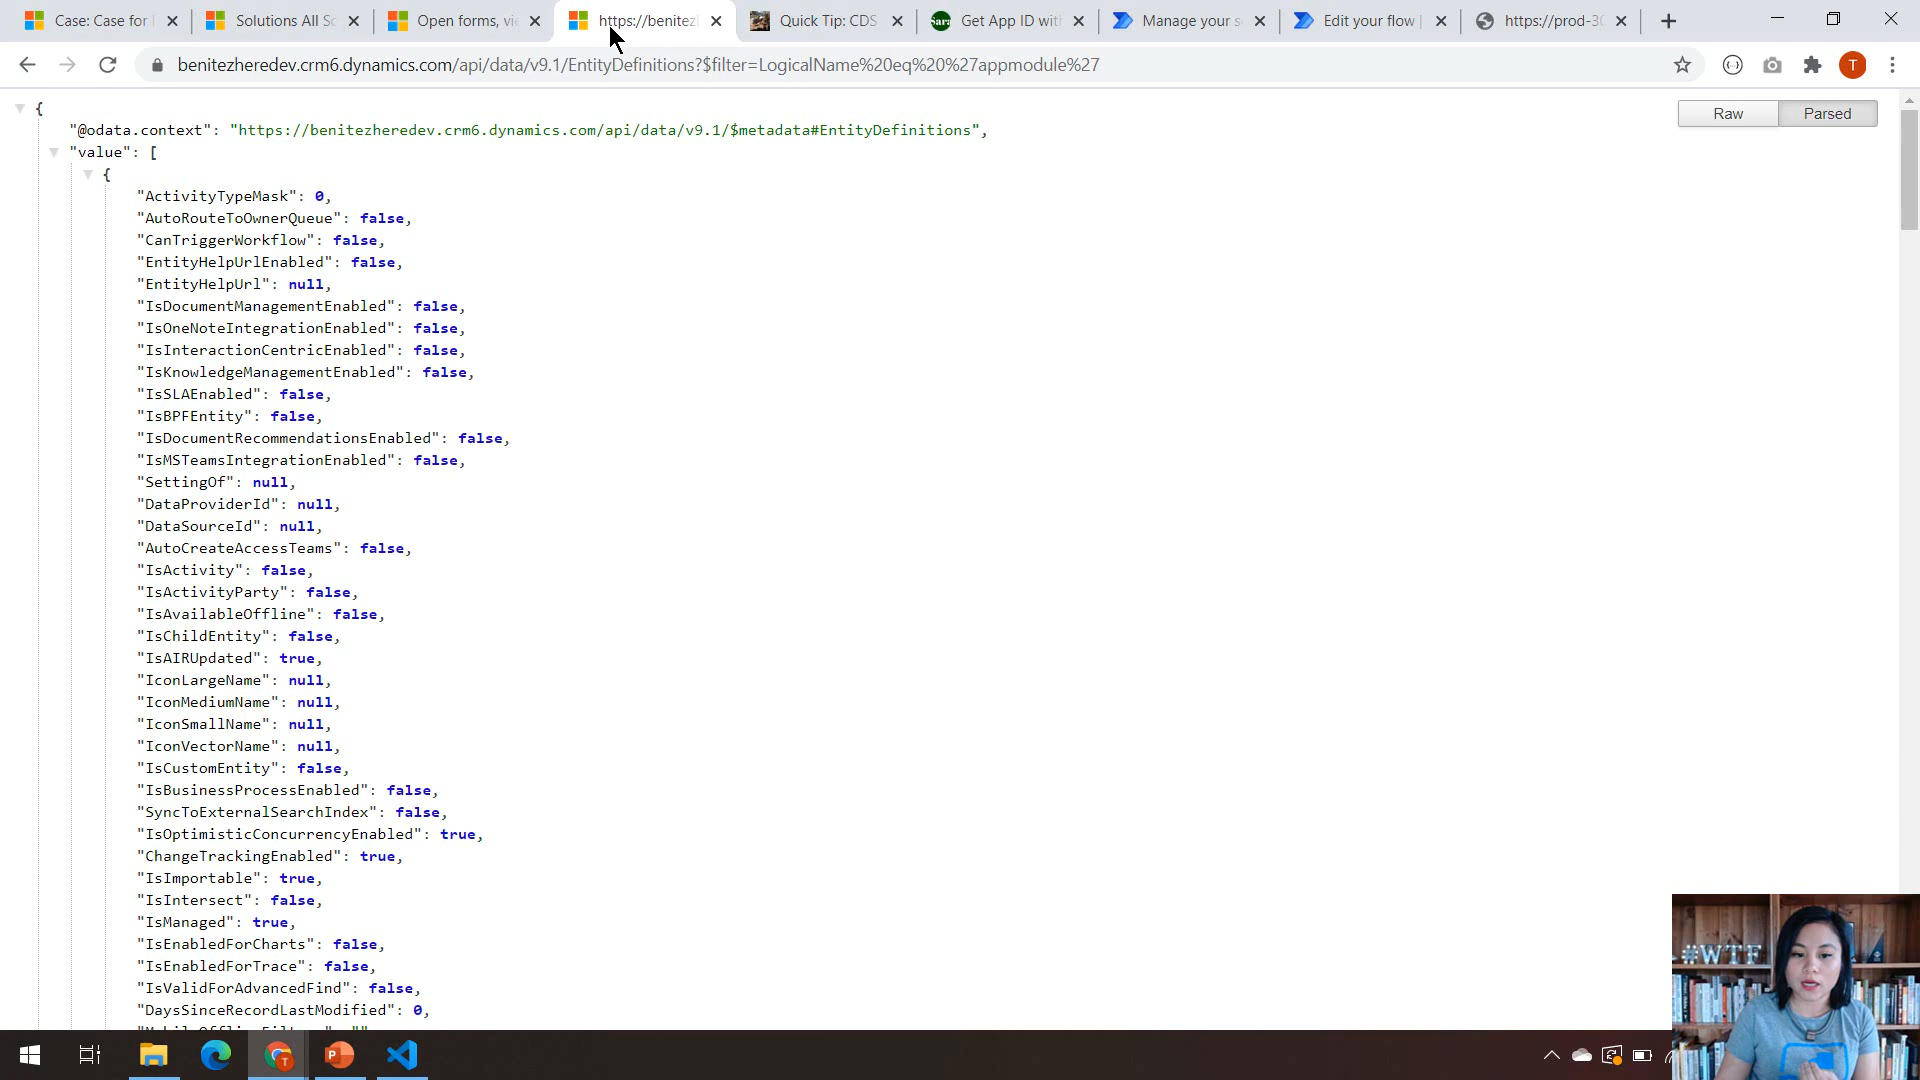 Case: Case for
Solutions All So
Open forms, vie
https://benitez
Quick Tip: CDS
Get App ID with
Manage your s
Edit your flow |
https://prod-30
benitezheredev.crm6.dynamics.com/api/data/v9.1/EntityDefinitions?$filter=LogicalName%20eq%20%27appmodule%27
T
Raw
Parsed
{
"@odata.context": "https://benitezheredev.crm6.dynamics.com/api/data/v9.1/$metadata#EntityDefinitions",
"value": [
{
"ActivityTypeMask": 0,
"AutoRouteToOwnerQueue": false,
"CanTriggerWorkflow": false,
"EntityHelpUrlEnabled": false,
"EntityHelpUrl": null,
"IsDocumentManagementEnabled": false,
"IsOneNoteIntegrationEnabled": false,
"IsInteractionCentricEnabled": false,
"IsKnowledgeManagementEnabled": false,
"IsSLAEnabled": false,
"IsBPFEntity": false,
"IsDocumentRecommendationsEnabled": false,
"IsMSTeamsIntegrationEnabled": false,
"SettingOf": null,
"DataProviderId": null,
"DataSourceId": null,
"AutoCreateAccessTeams": false,
"IsActivity": false,
"IsActivityParty": false,
"IsAvailableOffline": false,
"IsChildEntity": false,
"IsAIRUpdated": true,
"IconLargeName": null,
"IconMediumName": null,
"IconSmallName": null,
"IconVectorName": null,
"IsCustomEntity": false,
"IsBusinessProcessEnabled": false,
"SyncToExternalSearchIndex": false,
"IsOptimisticConcurrencyEnabled": true,
"ChangeTrackingEnabled": true,
"IsImportable": true,
"IsIntersect": false,
"IsManaged": true,
"IsEnabledForCharts": false,
"IsEnabledForTrace": false,
"IsValidForAdvancedFind": false,
"DaysSinceRecordLastModified": 0,
#WTF